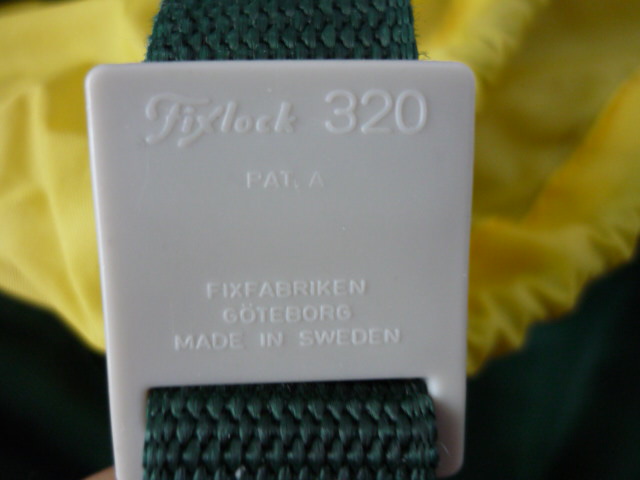 Fixlock 320
PAT. A
FIXFABRIKEN
GÖTEBORG
MADE IN SWEDEN